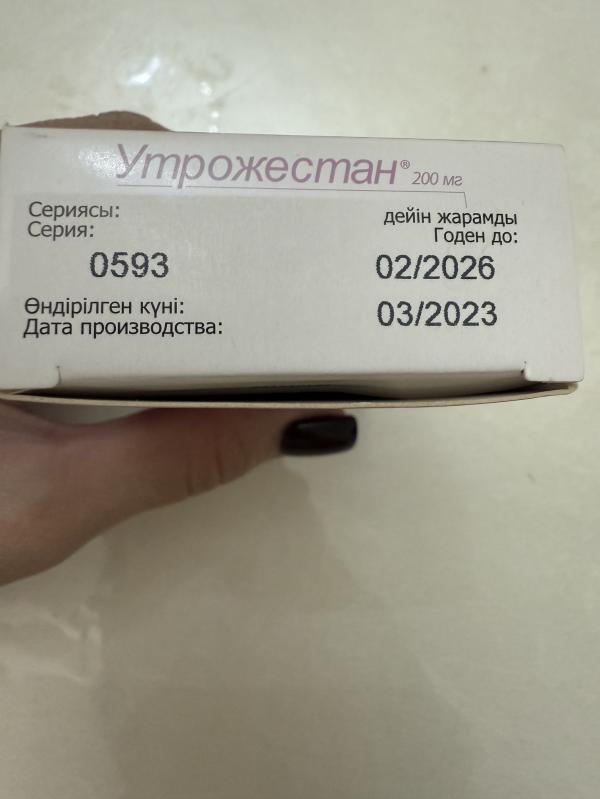 Утрожестан® 200 мг
Сериясы:
Серия:
0593
дейін жарамды
Годен до:
02/2026
Өндірілген күні:
Дата производства:
03/2023